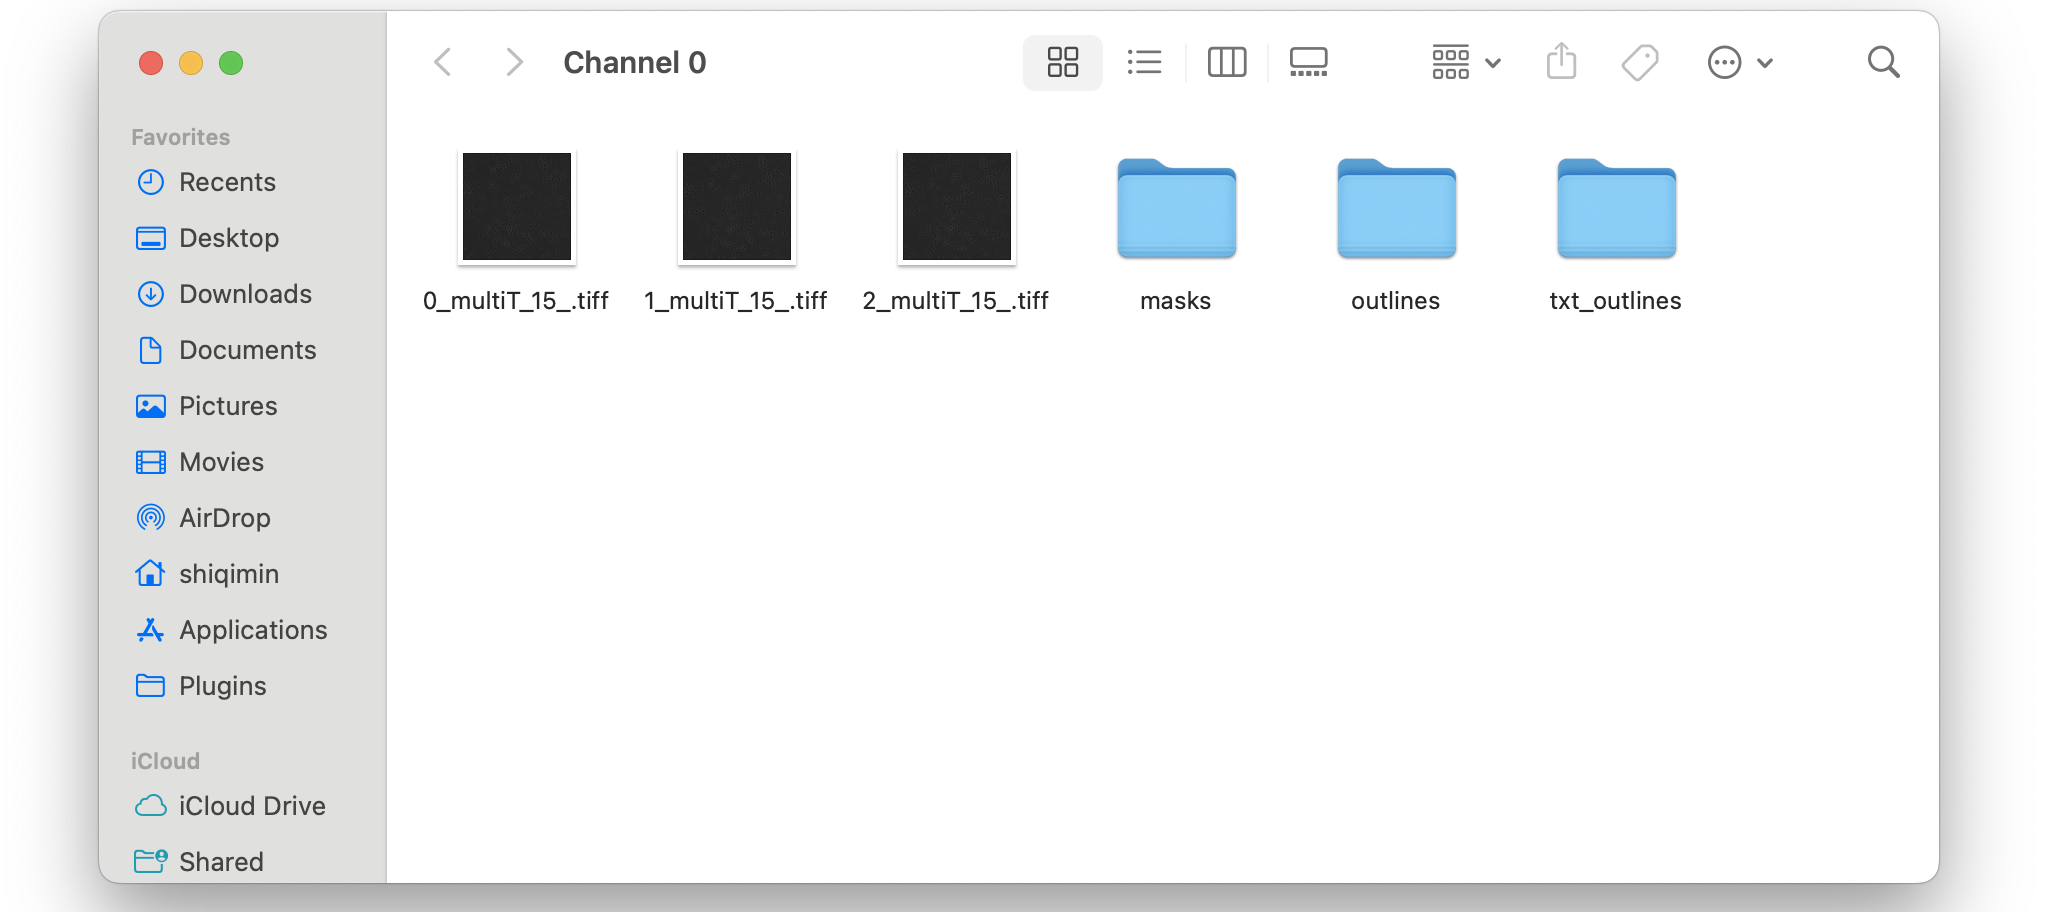 Channel 0
Favorites
Recents
Desktop
Downloads
Documents
Pictures
Movies
AirDrop
shiqimin
Applications
Plugins
iCloud
iCloud Drive
Shared
0_multiT_15_.tiff
1_multiT_15_.tiff
2_multiT_15_.tiff
masks
outlines
txt_outlines